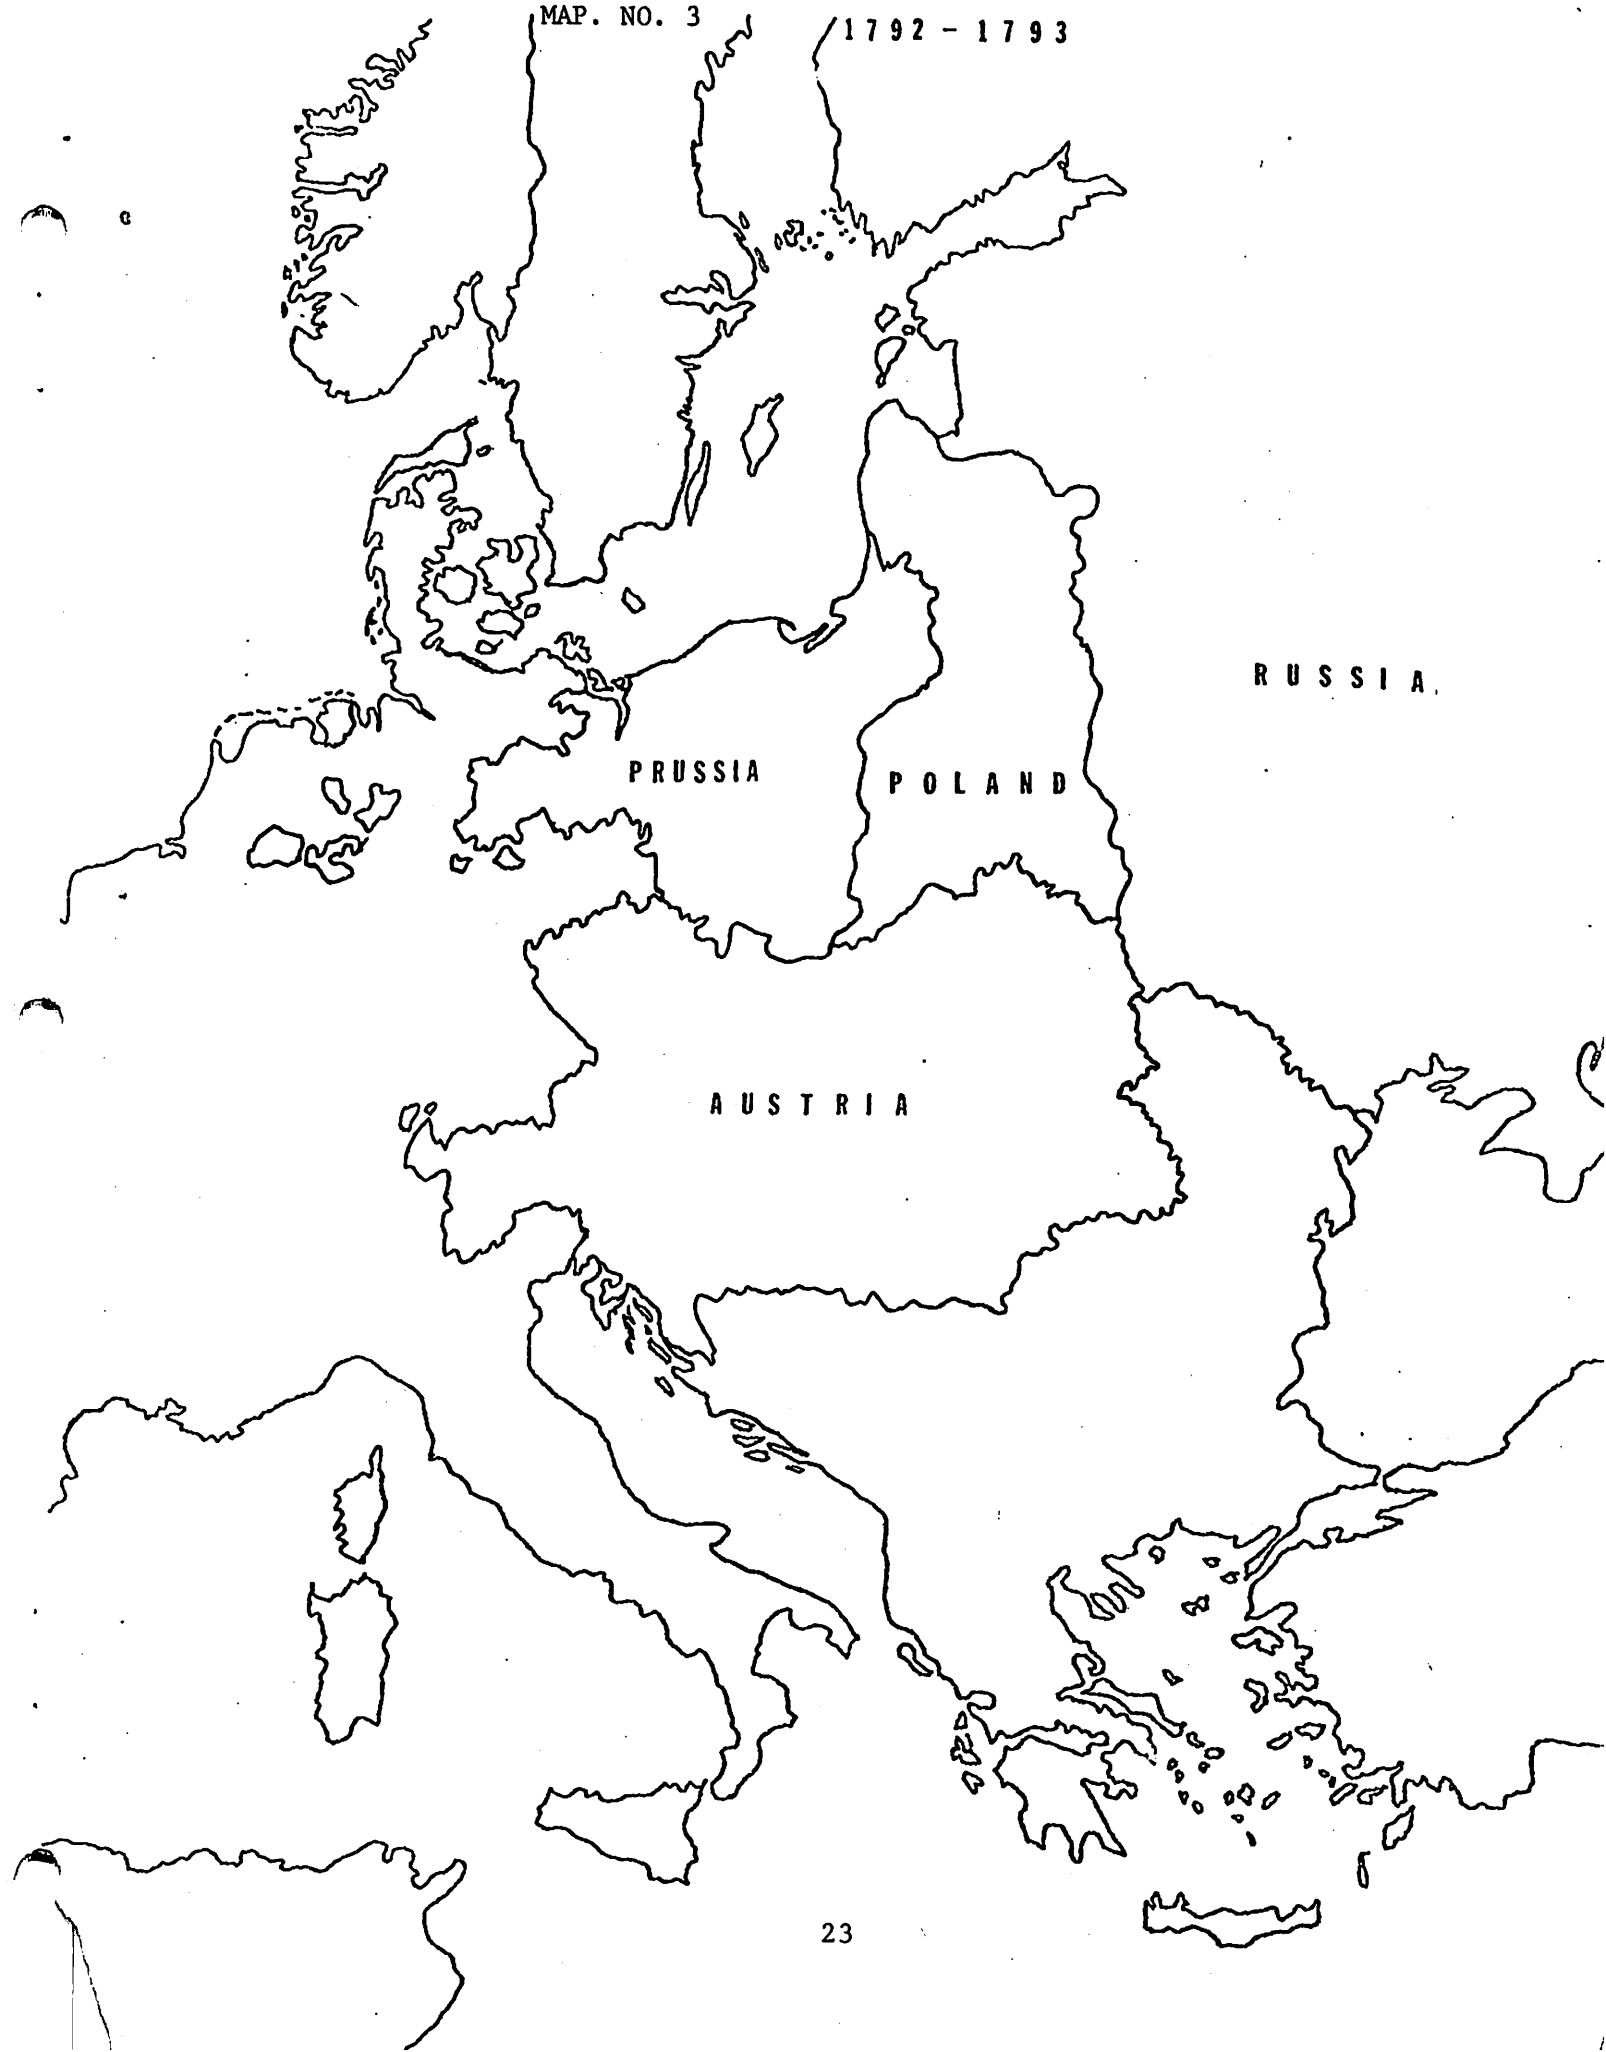 MAP. NO. 3
1792-1793
RUSSIA
PRUSSIA
POLAND
AUSTRIA
23